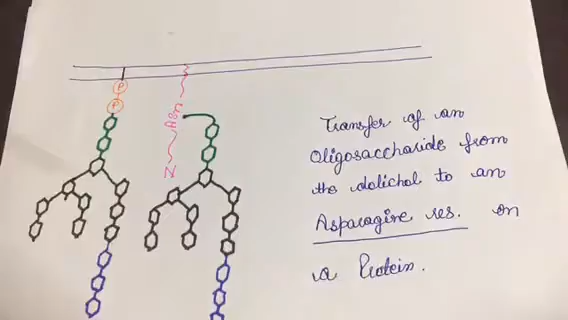 P
P
Asn
N
Transfer of an
Oligosaccharide from
the dolichol to an
Asparagine res. on
a Protein.